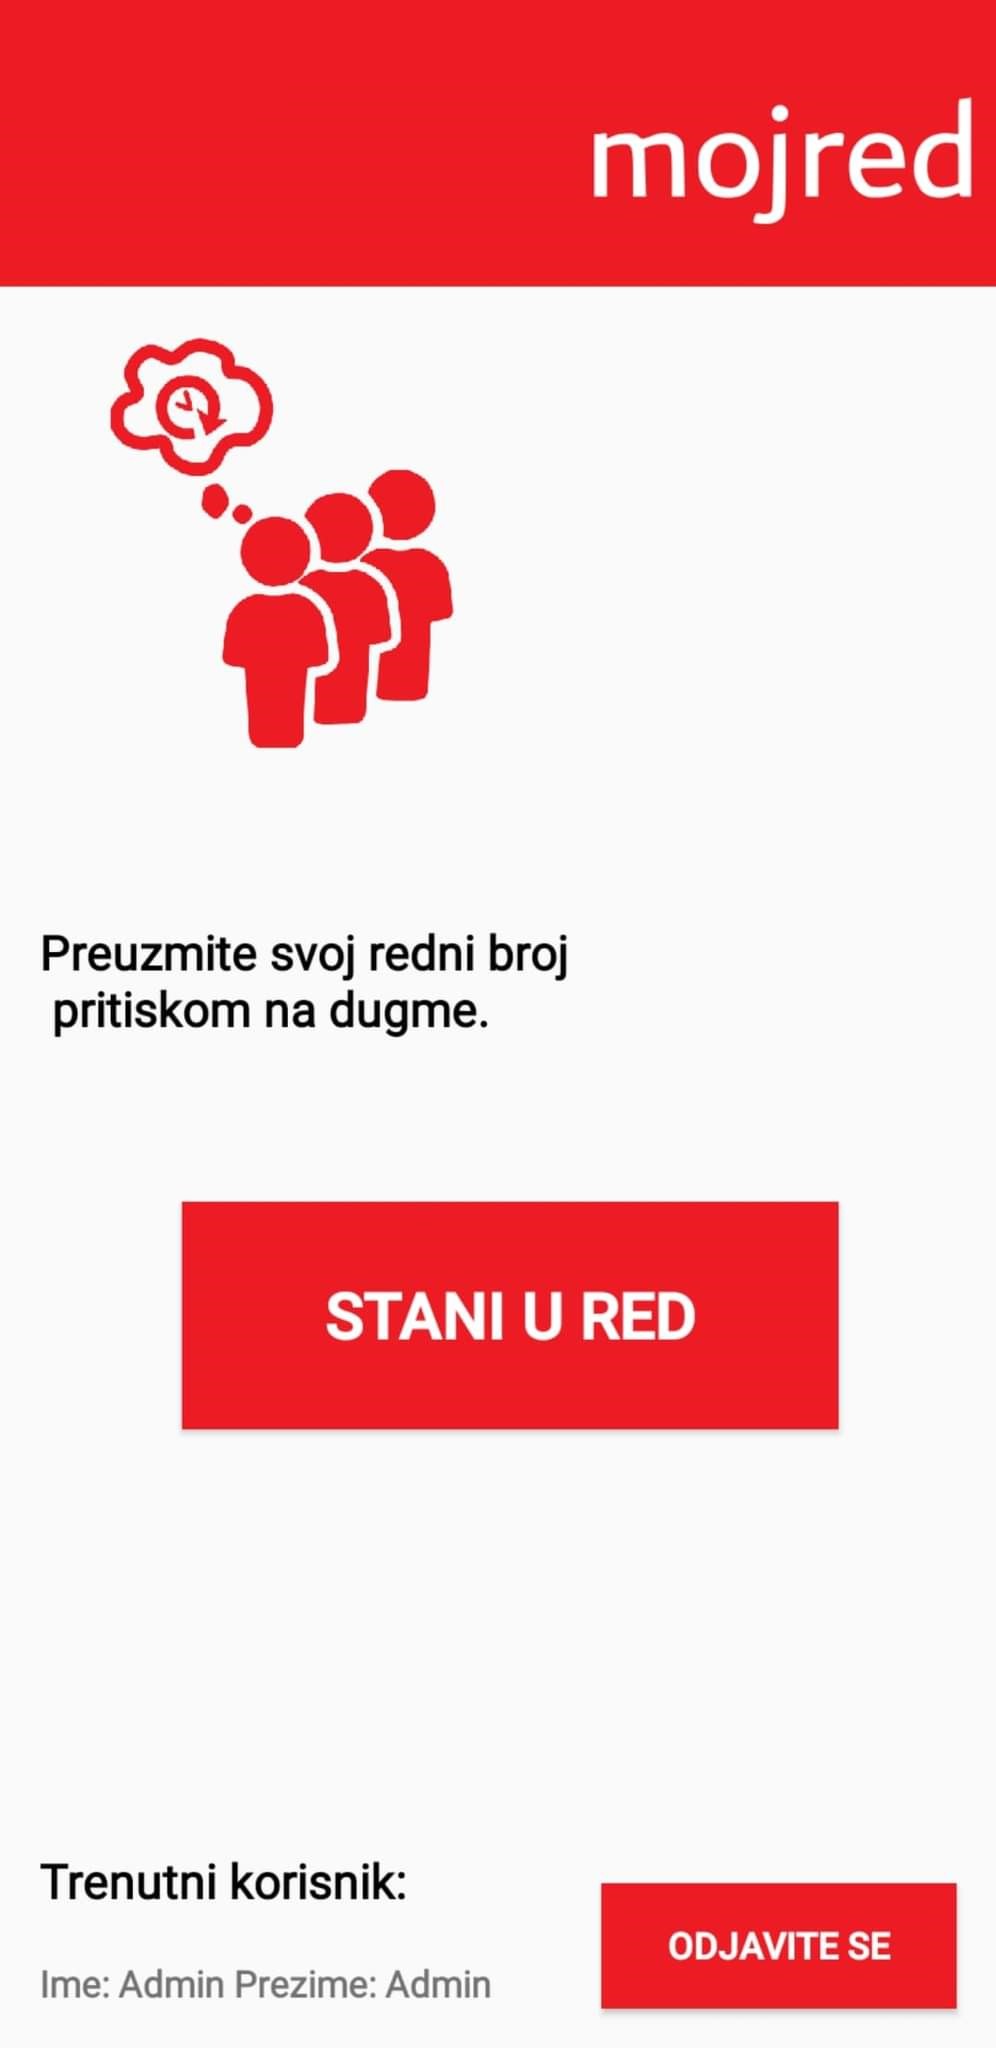 mojred
Preuzmite svoj redni broj
pritiskom na dugme.
STANI U RED
Trenutni korisnik:
Ime: Admin Prezime: Admin
ODJAVITE SE